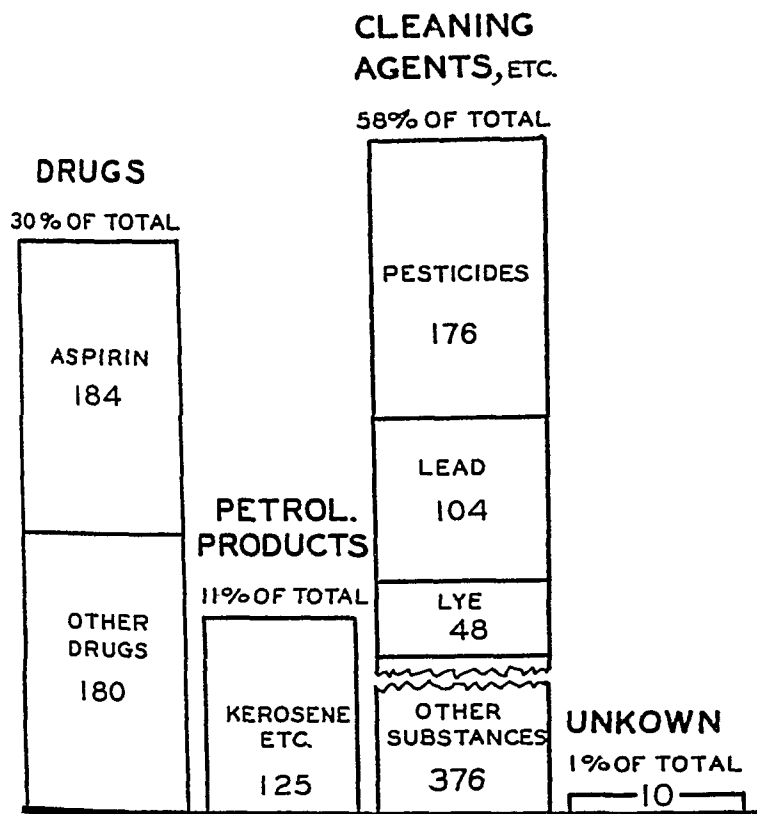 DRUGS
30% OF TOTAL
ASPIRIN
184
OTHER
DRUGS
180
PETROL.
PRODUCTS
11% OF TOTAL
KEROSENE
ETC.
125
CLEANING
AGENTS, ETC.
58% OF TOTAL
PESTICIDES
176
LEAD
104
LYE
48
OTHER
SUBSTANCES
376
UNKOWN
1% OF TOTAL
10